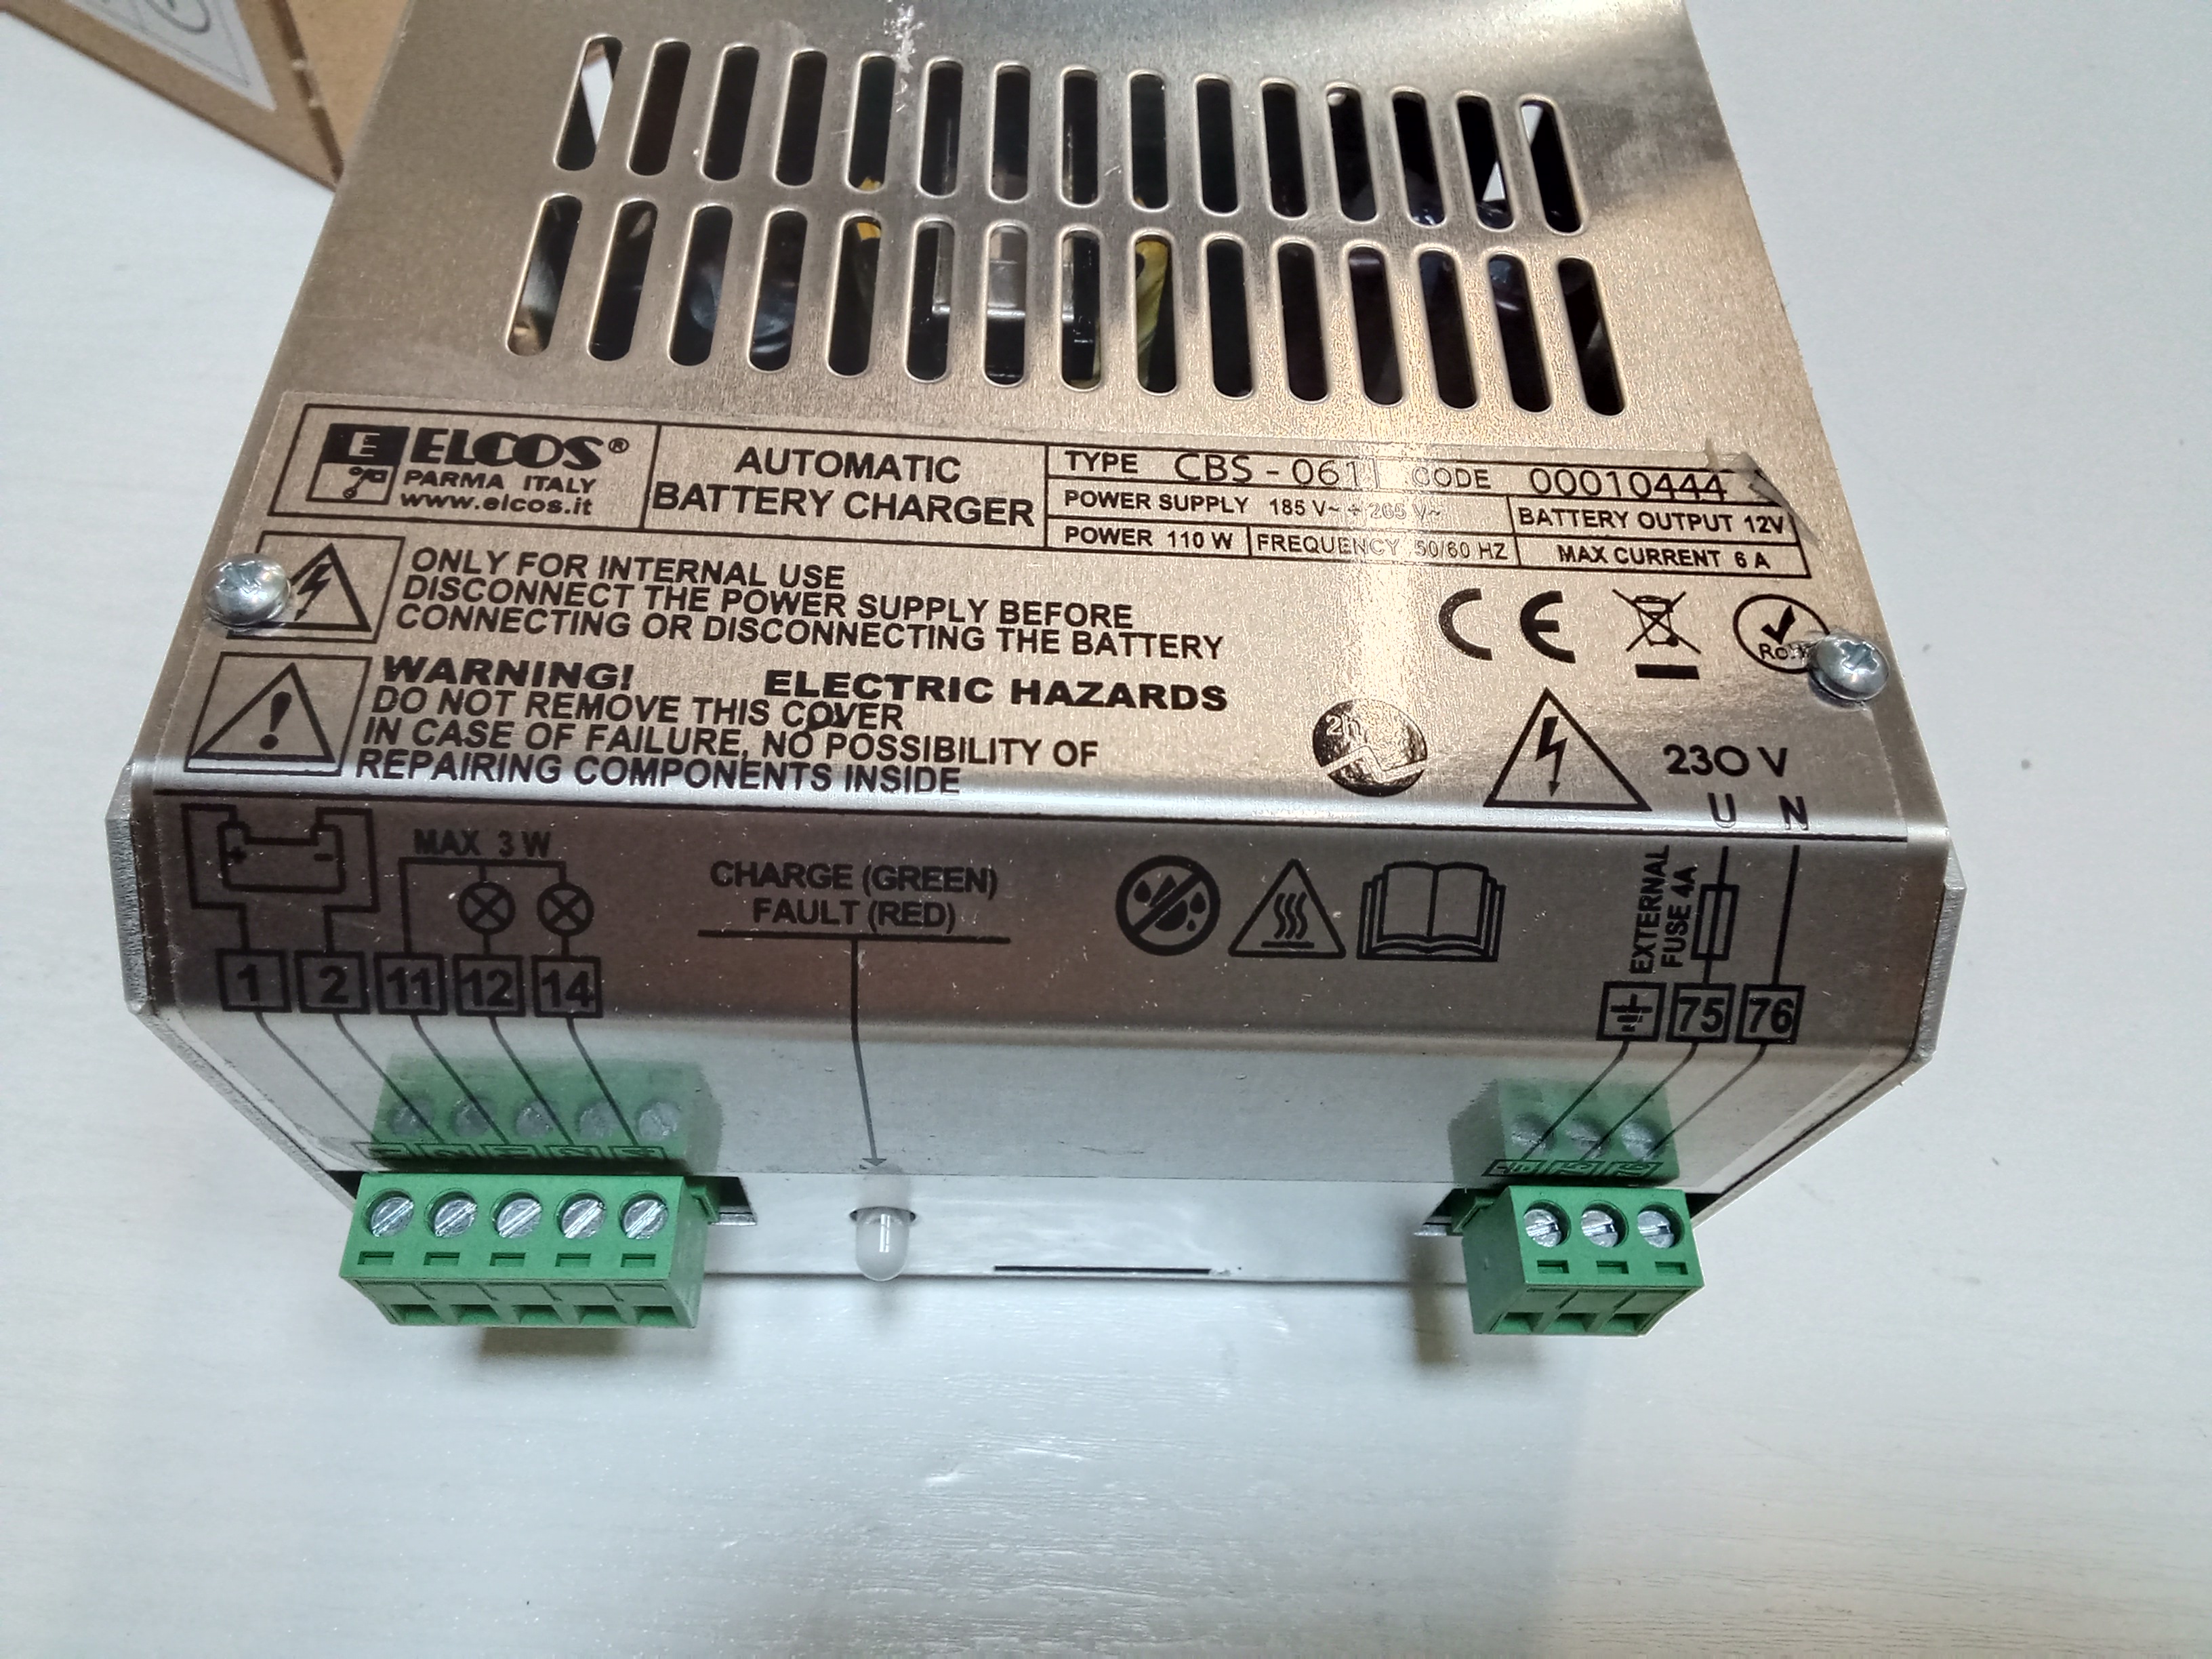 ELCOS®
PARMA ITALY
www.elcos.it
AUTOMATIC
BATTERY CHARGER
TYPE CBS-0611 CODE 00010444
POWER SUPPLY 185 V~ ÷ 265 V~
BATTERY OUTPUT 12V
POWER 110 W
FREQUENCY 50/60 HZ
MAX CURRENT 6 A
ONLY FOR INTERNAL USE
DISCONNECT THE POWER SUPPLY BEFORE
CONNECTING OR DISCONNECTING THE BATTERY
CE
WARNING! ELECTRIC HAZARDS
DO NOT REMOVE THIS COVER
IN CASE OF FAILURE, NO POSSIBILITY OF
REPAIRING COMPONENTS INSIDE
2h
230 V
U N
+ -
MAX 3 W
CHARGE (GREEN)
FAULT (RED)
EXTERNAL
FUSE 4A
1 2 11 12 14
75 76